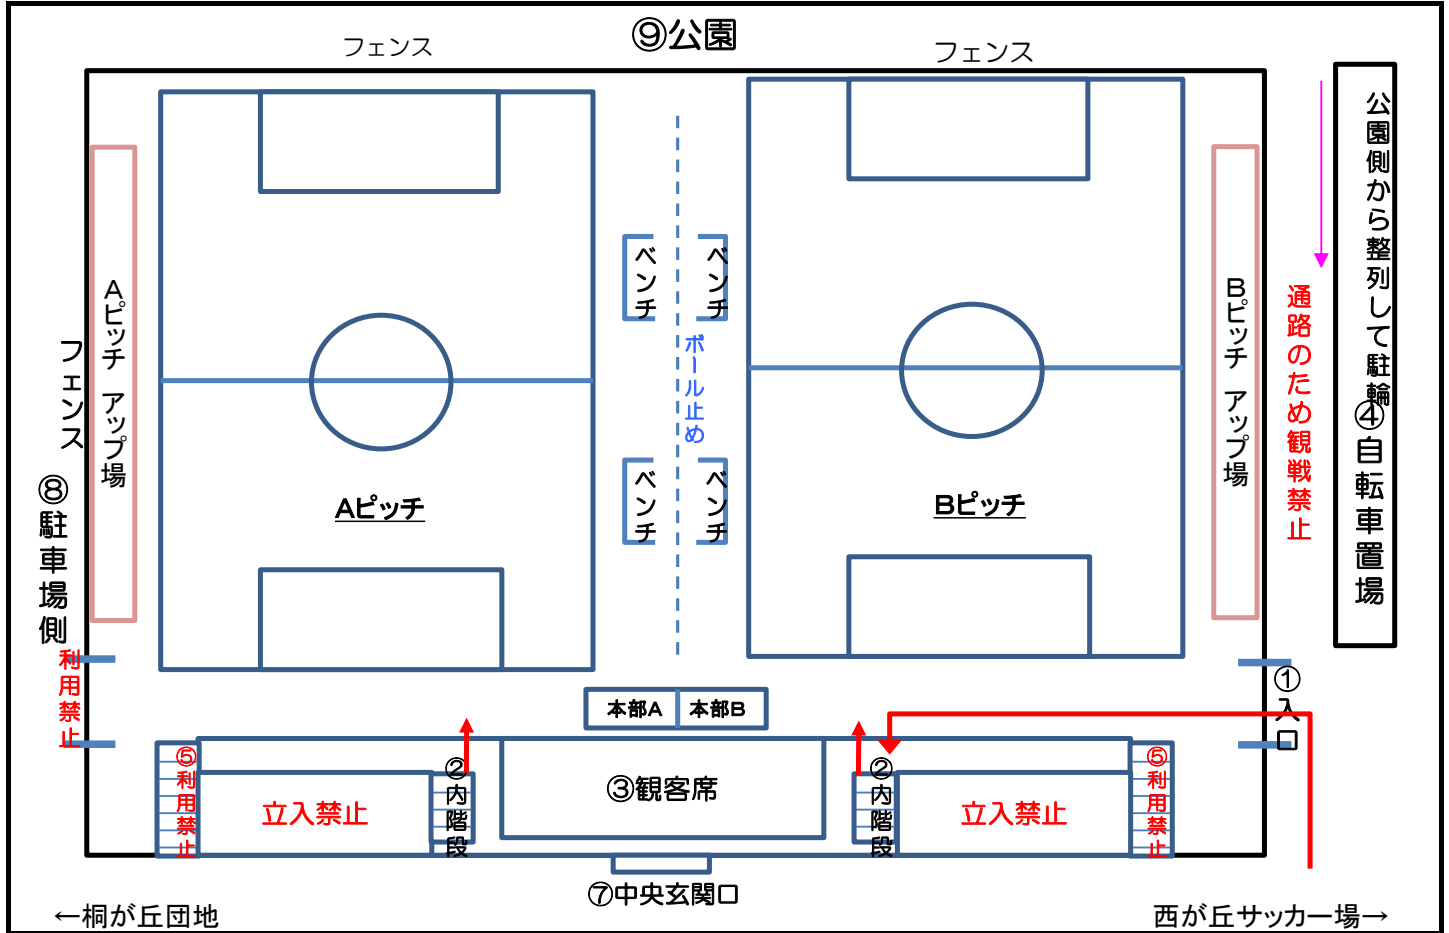 ⑨公園
フェンス
フェンス
公園側から整列して駐輪
④自転車置場
通路のため観戦禁止
Bピッチ アップ場
Aピッチ アップ場
フェンス
⑧駐車場側
ベンチ
ベンチ
ボール止め
ベンチ
ベンチ
Aピッチ
Bピッチ
利用禁止
①入口
本部A
本部B
⑤利用禁止
立入禁止
②内階段
③観客席
②内階段
立入禁止
⑤利用禁止
⑦中央玄関口
←桐が丘団地
西が丘サッカー場→